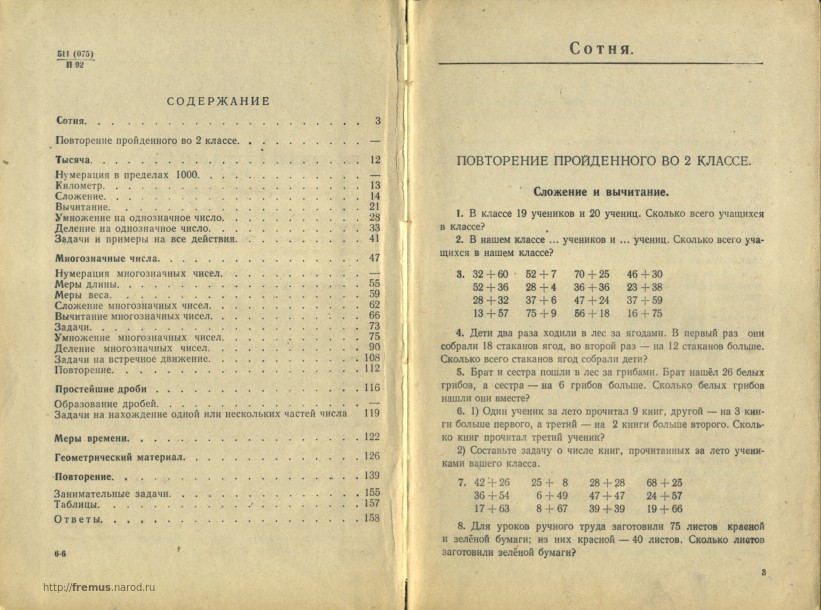 511 (075)
П 92
СОДЕРЖАНИЕ
Сотня. . . . . . . . . . . . . . . . . . . . 3
Повторение пройденного во 2 классе. . . . . . . . —
Тысяча. . . . . . . . . . . . . . . . . . . 12
Нумерация в пределах 1000. . . . . . . . . . . —
Километр. . . . . . . . . . . . . . . . . . 13
Сложение. . . . . . . . . . . . . . . . . . 14
Вычитание. . . . . . . . . . . . . . . . . . 21
Умножение на однозначное число. . . . . . . . . . 28
Деление на однозначное число. . . . . . . . . . . 33
Задачи и примеры на все действия. . . . . . . . . 41
Многозначные числа. . . . . . . . . . . . . . 47
Нумерация многозначных чисел. . . . . . . . . . —
Меры длины. . . . . . . . . . . . . . . . . 55
Меры веса. . . . . . . . . . . . . . . . . . 59
Сложение многозначных чисел. . . . . . . . . . . 62
Вычитание многозначных чисел. . . . . . . . . . . 66
Задачи. . . . . . . . . . . . . . . . . . . 73
Умножение многозначных чисел. . . . . . . . . . . 75
Деление многозначных чисел. . . . . . . . . . . 90
Задачи на встречное движение. . . . . . . . . . . 108
Повторение. . . . . . . . . . . . . . . . . 112
Простейшие дроби . . . . . . . . . . . . . . 116
Образование дробей. . . . . . . . . . . . . . —
Задачи на нахождение одной или нескольких частей числа 119
Меры времени. . . . . . . . . . . . . . . . 122
Геометрический материал. . . . . . . . . . . . 126
Повторение. . . . . . . . . . . . . . . . . 139
Занимательные задачи. . . . . . . . . . . . . 155
Таблицы. . . . . . . . . . . . . . . . . . 157
Ответы. . . . . . . . . . . . . . . . . . . 158
6-6
http://fremus.narod.ru
Сотня.
ПОВТОРЕНИЕ ПРОЙДЕННОГО ВО 2 КЛАССЕ.
Сложение и вычитание.
1. В классе 19 учеников и 20 учениц. Сколько всего учащихся
в классе?
2. В нашем классе ... учеников и ... учениц. Сколько всего уча-
щихся в нашем классе?
3. 32+60 52+7 70+25 46+30
52+36 28+4 36+36 23+38
28+32 37+6 47+24 37+59
13+57 75+9 56+18 16+75
4. Дети два раза ходили в лес за ягодами. В первый раз они
собрали 18 стаканов ягод, во второй раз — на 12 стаканов больше.
Сколько всего стаканов ягод собрали дети?
5. Брат и сестра пошли в лес за грибами. Брат нашёл 26 белых
грибов, а сестра — на 6 грибов больше. Сколько белых грибов
нашли они вместе?
6. 1) Один ученик за лето прочитал 9 книг, другой — на 3 кни-
ги больше первого, а третий — на 2 книги больше второго. Сколь-
ко книг прочитал третий ученик?
2) Составьте задачу о числе книг, прочитанных за лето учени-
ками вашего класса.
7. 42+26 25+ 8 28+28 68+25
36+54 6+49 47+47 24+57
17+63 8+67 39+39 19+66
8. Для уроков ручного труда заготовили 75 листов красной
и зелёной бумаги; из них красной — 40 листов. Сколько листов
заготовили зелёной бумаги?
3